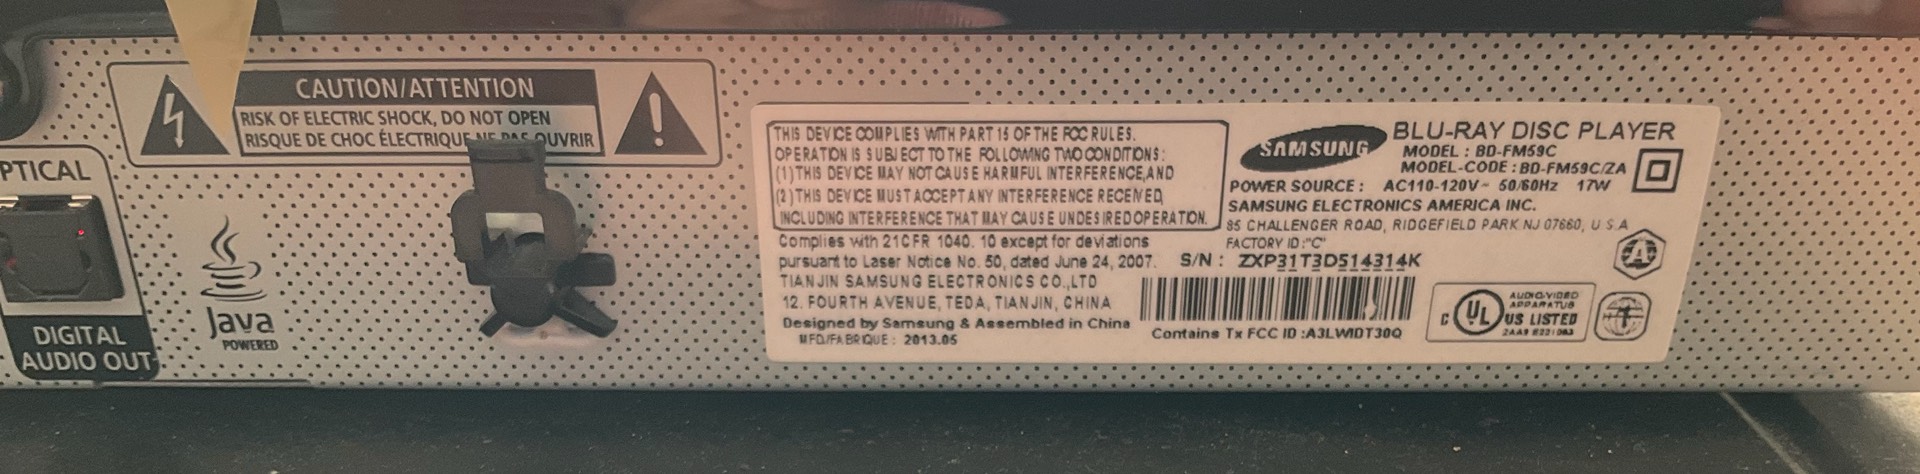 CAUTION/ATTENTION
RISK OF ELECTRIC SHOCK, DO NOT OPEN
RISQUE DE CHOC ÉLECTRIQUE NE PAS OUVRIR
PTICAL
DIGITAL
AUDIO OUT
Java
POWERED
THIS DEVICE COMPLIES WITH PART 15 OF THE FCC RULES.
OPERATION IS SUBJECT TO THE FOLLOWING TWO CONDITIONS:
(1) THIS DEVICE MAY NOT CAUSE HARMFUL INTERFERENCE, AND
(2) THIS DEVICE MUST ACCEPT ANY INTERFERENCE RECEIVED,
INCLUDING INTERFERENCE THAT MAY CAUSE UNDESIRED OPERATION.
Complies with 21 CFR 1040. 10 except for deviations
pursuant to Laser Notice No. 50, dated June 24, 2007.
TIANJIN SAMSUNG ELECTRONICS CO.,LTD
12. FOURTH AVENUE, TEDA, TIANJIN, CHINA
Designed by Samsung & Assembled in China
MFD/FABRIQUE : 2013.05
SAMSUNG
BLU-RAY DISC PLAYER
MODEL : BD-FM59C
MODEL-CODE : BD-FM59C/ZA
POWER SOURCE : AC110-120V~ 50/60Hz 17W
SAMSUNG ELECTRONICS AMERICA INC.
85 CHALLENGER ROAD, RIDGEFIELD PARK NJ 07660, U.S.A
FACTORY ID :"C"
S/N : ZXP31T3D514314K
Contains Tx FCC ID :A3LWIDT30Q
C UL US LISTED
AUDIO/VIDEO
APPARATUS